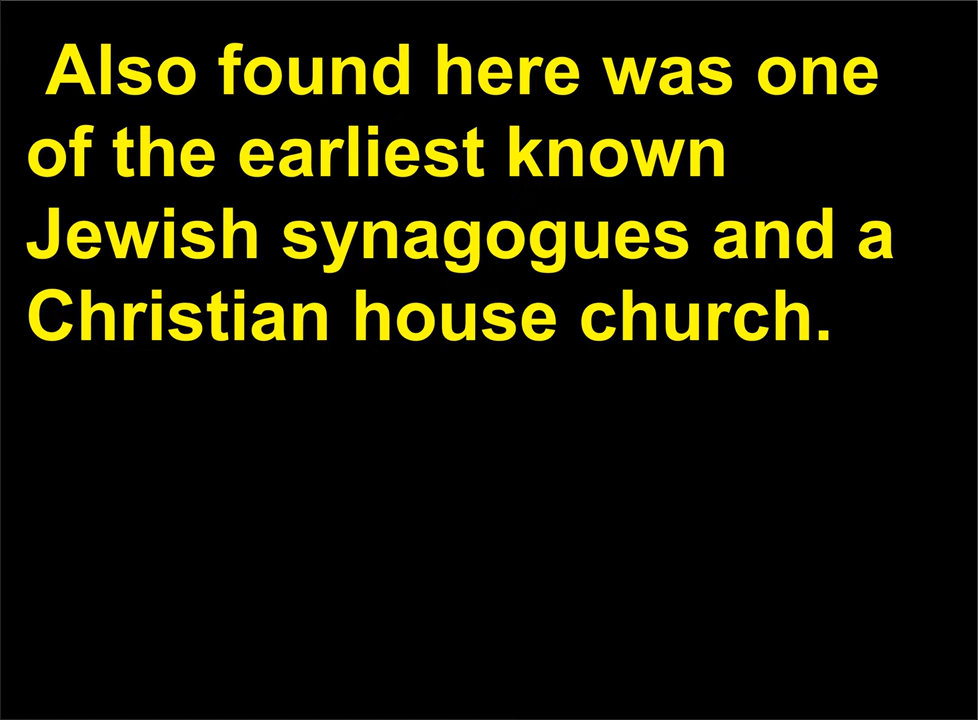 Also found here was one
of the earliest known
Jewish synagogues and a
Christian house church.